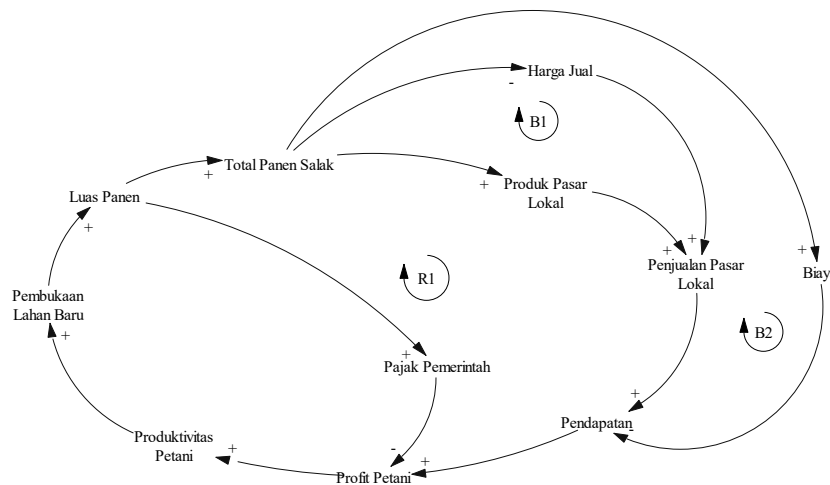 Harga Jual
-
B1
Total Panen Salak
+
Produk Pasar
Lokal
+
Luas Panen
+
+
+
+
Penjualan Pasar
Lokal
Biay
R1
Pembukaan
Lahan Baru
+
B2
+
Pajak Pemerintah
+
Pendapatan
-
Produktivitas
Petani
+
-
+
Profit Petani